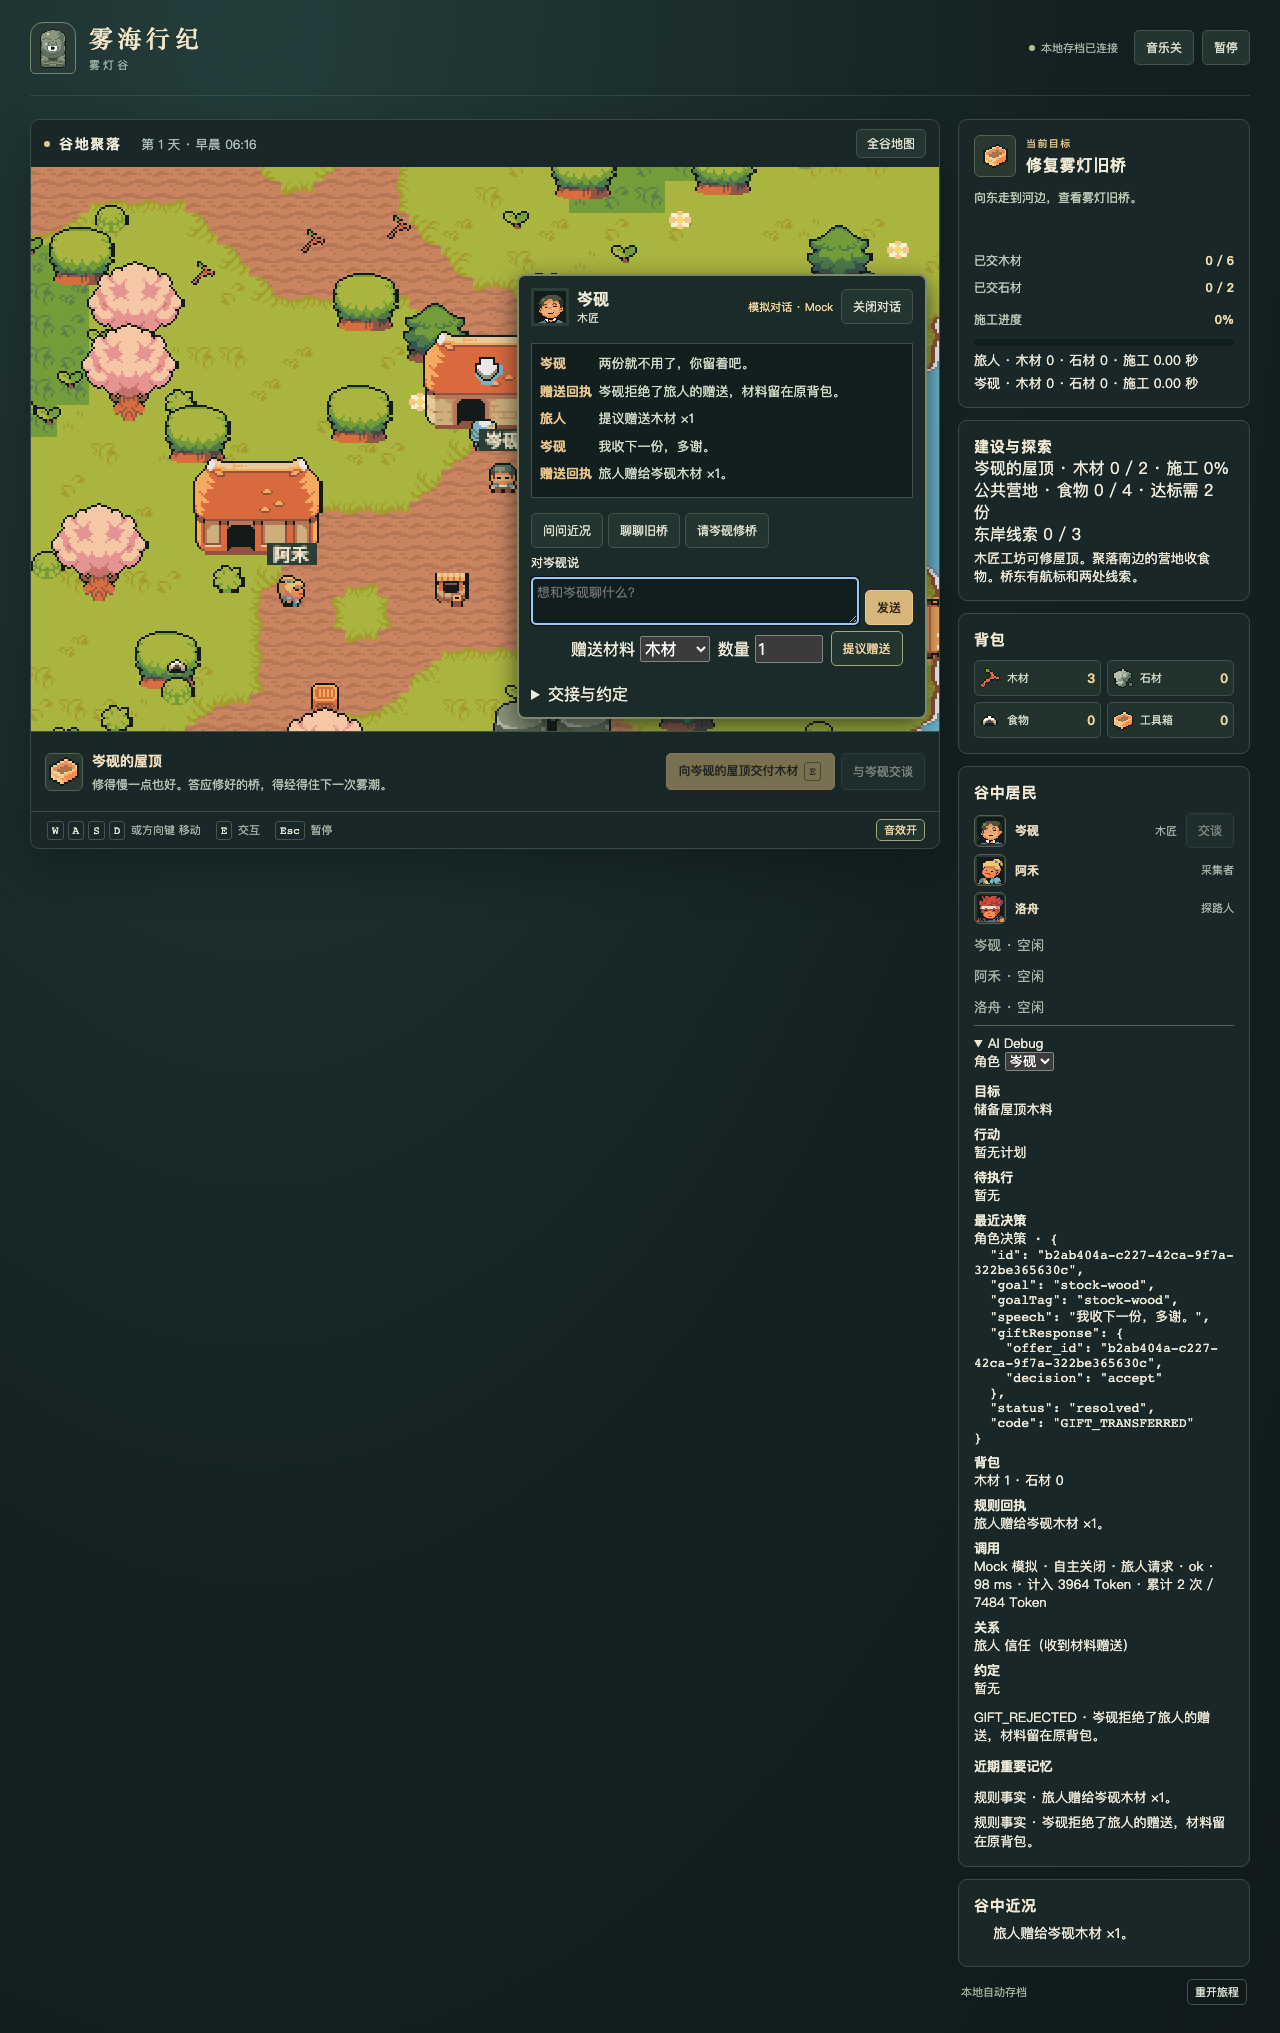 雾海行纪
雾灯谷
本地存档已连接
音乐关
暂停
谷地聚落
第 1 天 · 早晨 06:16
全谷地图
阿禾
岑砚
木匠
模拟对话 · Mock
关闭对话
岑砚 两份就不用了，你留着吧。
赠送回执 岑砚拒绝了旅人的赠送，材料留在原背包。
旅人 提议赠送木材 ×1
岑砚 我收下一份，多谢。
赠送回执 旅人赠给岑砚木材 ×1。
问问近况
聊聊旧桥
请岑砚修桥
对岑砚说
想和岑砚聊什么？
发送
赠送材料 木材 数量 1 提议赠送
▶ 交接与约定
岑砚的屋顶
修得慢一点也好。答应修好的桥，得经得住下一次雾潮。
向岑砚的屋顶交付木材 E
与岑砚交谈
W A S D 或方向键 移动 E 交互 Esc 暂停
音效开
当前目标
修复雾灯旧桥
向东走到河边，查看雾灯旧桥。
已交木材 0 / 6
已交石材 0 / 2
施工进度 0%
旅人 · 木材 0 · 石材 0 · 施工 0.00 秒
岑砚 · 木材 0 · 石材 0 · 施工 0.00 秒
建设与探索
岑砚的屋顶 · 木材 0 / 2 · 施工 0%
公共营地 · 食物 0 / 4 · 达标需 2
份
东岸线索 0 / 3
木匠工坊可修屋顶。聚落南边的营地收食
物。桥东有航标和两处线索。
背包
木材 3
石材 0
食物 0
工具箱 0
谷中居民
岑砚 木匠 交谈
阿禾 采集者
洛舟 探路人
岑砚 · 空闲
阿禾 · 空闲
洛舟 · 空闲
▼ AI Debug
角色 岑砚
目标
储备屋顶木料
行动
暂无计划
待执行
暂无
最近决策
角色决策 · {
"id": "b2ab404a-c227-42ca-9f7a-
322be365630c",
"goal": "stock-wood",
"goalTag": "stock-wood",
"speech": "我收下一份，多谢。",
"giftResponse": {
"offer_id": "b2ab404a-c227-
42ca-9f7a-322be365630c",
"decision": "accept"
},
"status": "resolved",
"code": "GIFT_TRANSFERRED"
}
背包
木材 1 · 石材 0
规则回执
旅人赠给岑砚木材 ×1。
调用
Mock 模拟 · 自主关闭 · 旅人请求 · ok ·
98 ms · 计入 3964 Token · 累计 2 次 /
7484 Token
关系
旅人 信任（收到材料赠送）
约定
暂无
GIFT_REJECTED · 岑砚拒绝了旅人的赠
送，材料留在原背包。
近期重要记忆
规则事实 · 旅人赠给岑砚木材 ×1。
规则事实 · 岑砚拒绝了旅人的赠送，材料留
在原背包。
谷中近况
旅人赠给岑砚木材 ×1。
本地自动存档
重开旅程